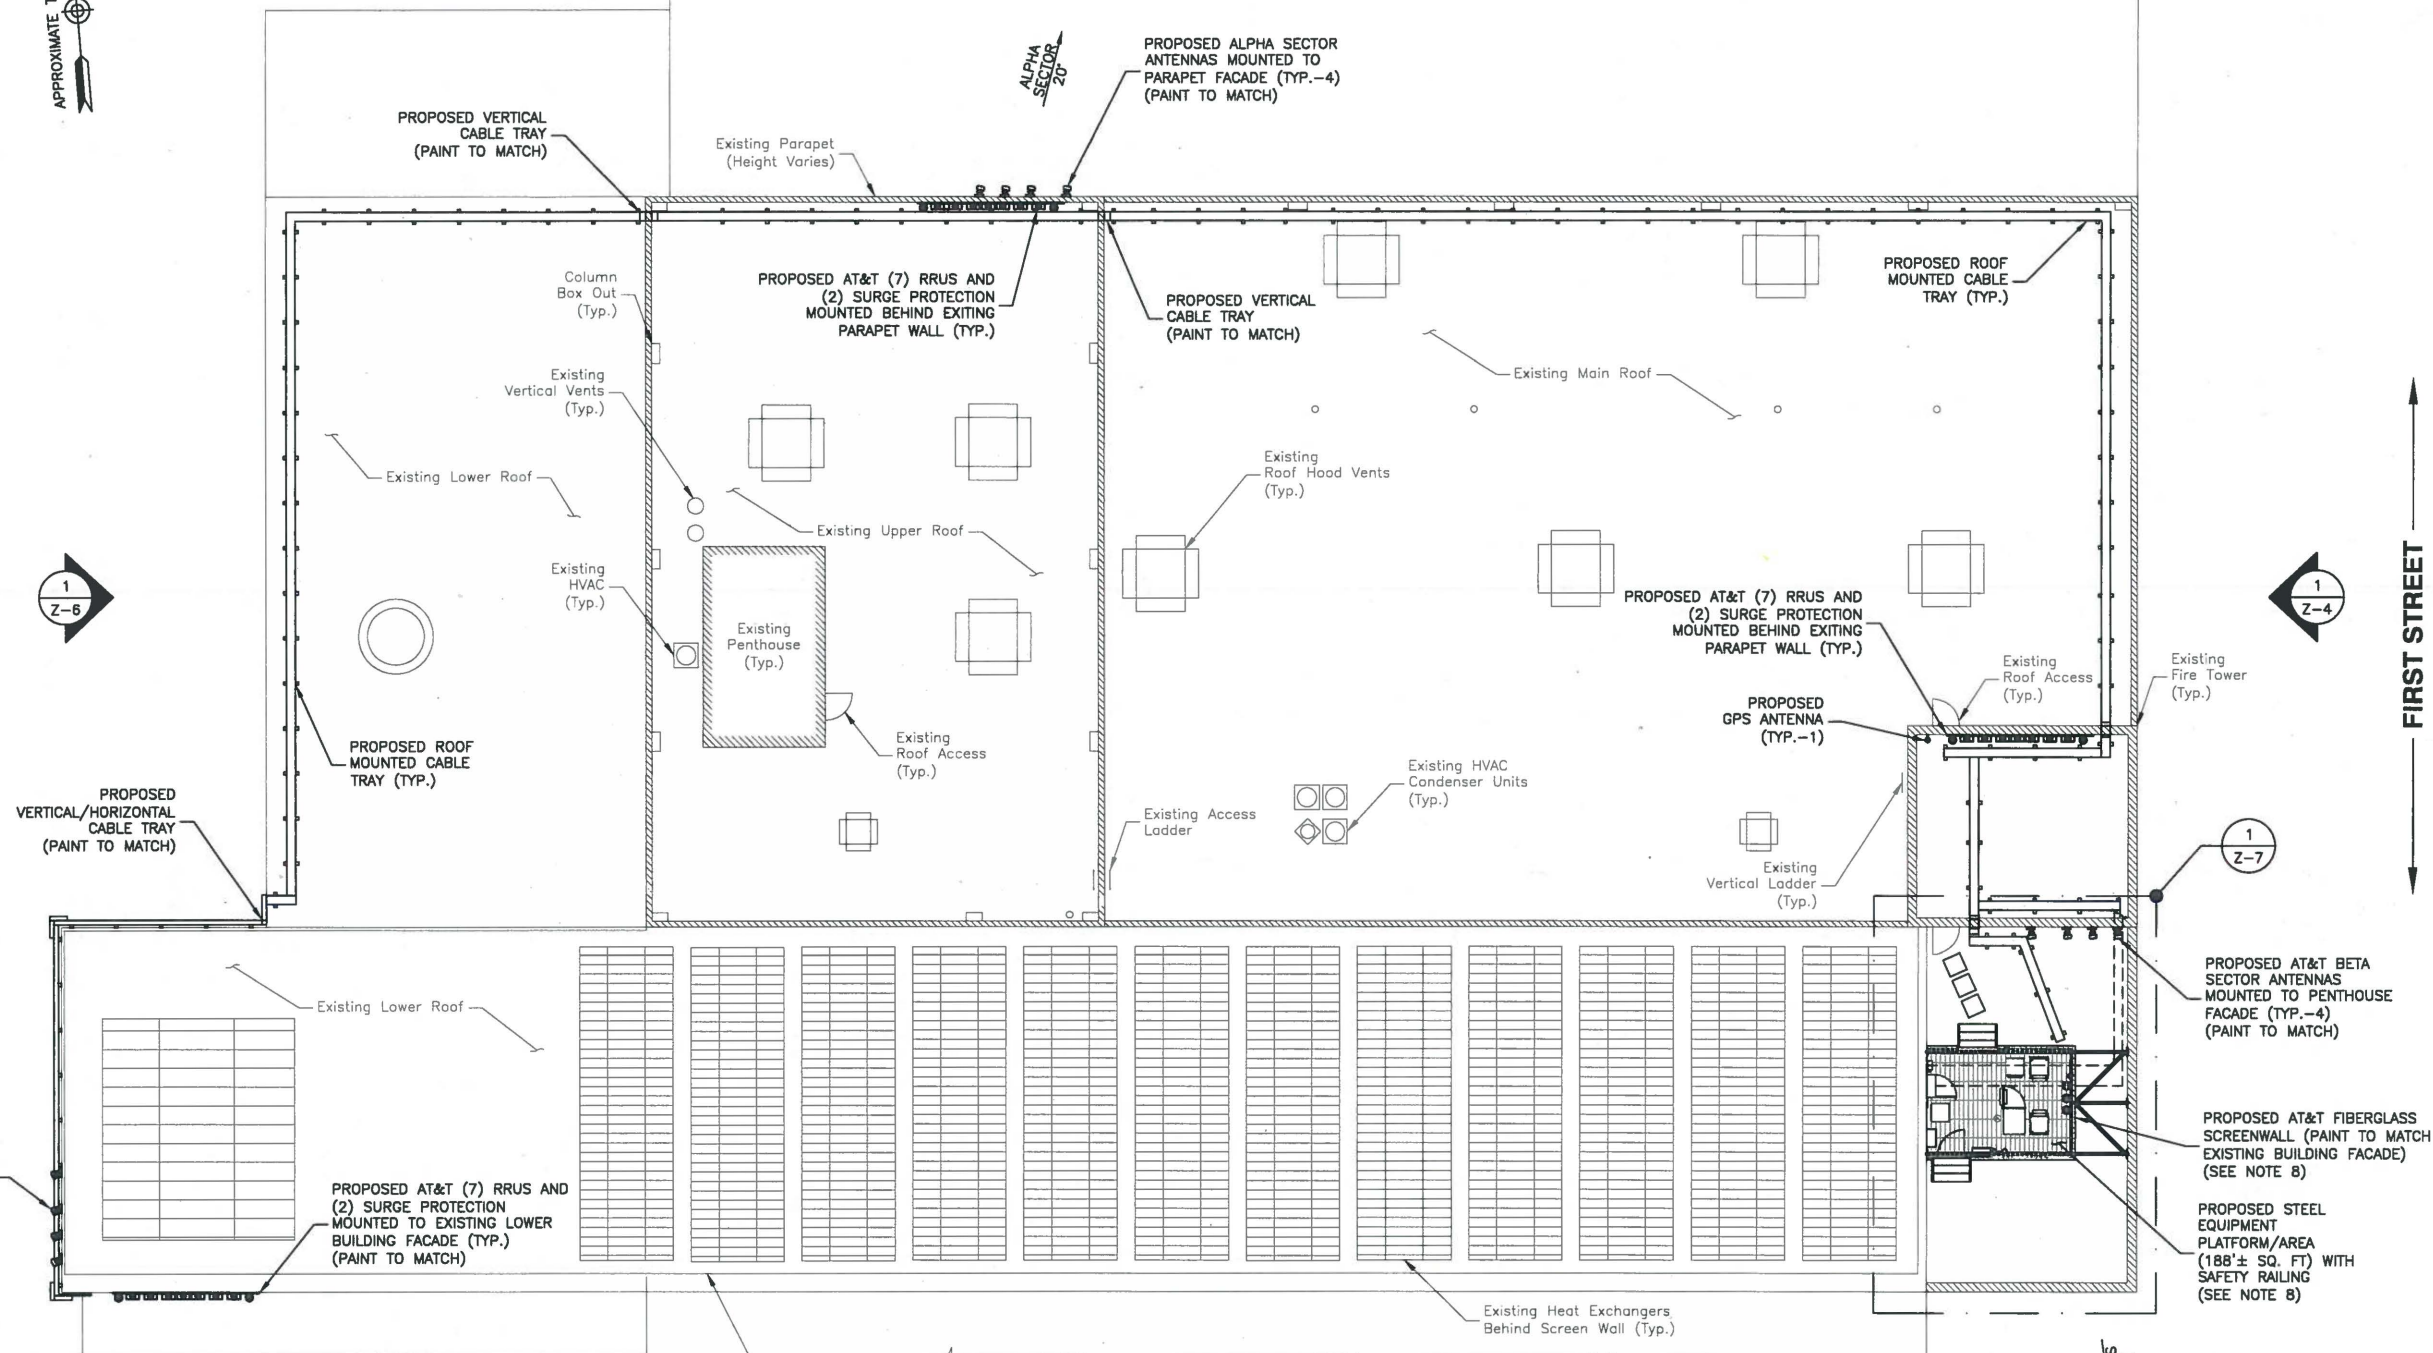 APPROXIMATE
ALPHA
SECTOR
20°
PROPOSED ALPHA SECTOR
ANTENNAS MOUNTED TO
PARAPET FACADE (TYP.-4)
(PAINT TO MATCH)
PROPOSED VERTICAL
CABLE TRAY
(PAINT TO MATCH)
Existing Parapet
(Height Varies)
Column
Box Out
(Typ.)
PROPOSED AT&T (7) RRUS AND
(2) SURGE PROTECTION
MOUNTED BEHIND EXITING
PARAPET WALL (TYP.)
PROPOSED VERTICAL
CABLE TRAY
(PAINT TO MATCH)
PROPOSED ROOF
MOUNTED CABLE
TRAY (TYP.)
Existing
Vertical Vents
(Typ.)
Existing Main Roof
Existing Lower Roof
Existing
Roof Hood Vents
(Typ.)
Existing Upper Roof
Existing
HVAC
(Typ.)
1
Z-6
1
Z-4
FIRST STREET
Existing
Penthouse
(Typ.)
PROPOSED AT&T (7) RRUS AND
(2) SURGE PROTECTION
MOUNTED BEHIND EXITING
PARAPET WALL (TYP.)
Existing
Roof Access
(Typ.)
Existing
Fire Tower
(Typ.)
PROPOSED
GPS ANTENNA
(TYP.-1)
PROPOSED ROOF
MOUNTED CABLE
TRAY (TYP.)
Existing
Roof Access
(Typ.)
Existing HVAC
Condenser Units
(Typ.)
PROPOSED
VERTICAL/HORIZONTAL
CABLE TRAY
(PAINT TO MATCH)
Existing Access
Ladder
Existing
Vertical Ladder
(Typ.)
1
Z-7
Existing Lower Roof
PROPOSED AT&T BETA
SECTOR ANTENNAS
MOUNTED TO PENTHOUSE
FACADE (TYP.-4)
(PAINT TO MATCH)
PROPOSED AT&T FIBERGLASS
SCREENWALL (PAINT TO MATCH
EXISTING BUILDING FACADE)
(SEE NOTE 8)
PROPOSED AT&T (7) RRUS AND
(2) SURGE PROTECTION
MOUNTED TO EXISTING LOWER
BUILDING FACADE (TYP.)
(PAINT TO MATCH)
PROPOSED STEEL
EQUIPMENT
PLATFORM/AREA
(188'± SQ. FT) WITH
SAFETY RAILING
(SEE NOTE 8)
Existing Heat Exchangers
Behind Screen Wall (Typ.)